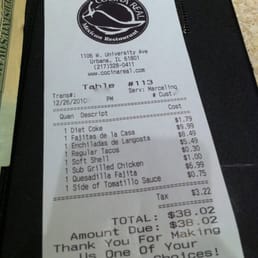 COCINA REAL
Mexican Restaurant
1106 W. University Ave
Urbana, IL 61801
(217)328-0411
www.cocinareal.com
Table #113
Trans#: Serv: Marcelino
12/26/2010 PM # Cust:
Quan Descript Cost
1 Diet Coke $1.79
1 Fajitas de la Casa $9.99
1 Enchiladas de Langosta $8.49
1 Regular Tacos $5.49
1 Soft Shell $0.30
1 Sub Grilled Chicken $1.00
1 Quesadilla Fajita $6.99
1 Side of Tomatillo Sauce $0.75
Tax $3.22
TOTAL: $38.02
Amount Due: $38.02
Thank You For Making
Us One Of Your
Choices!